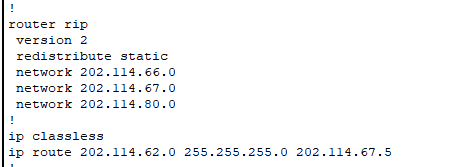 !
router rip
version 2
redistribute static
network 202.114.66.0
network 202.114.67.0
network 202.114.80.0
!
ip classless
ip route 202.114.62.0 255.255.255.0 202.114.67.5
!